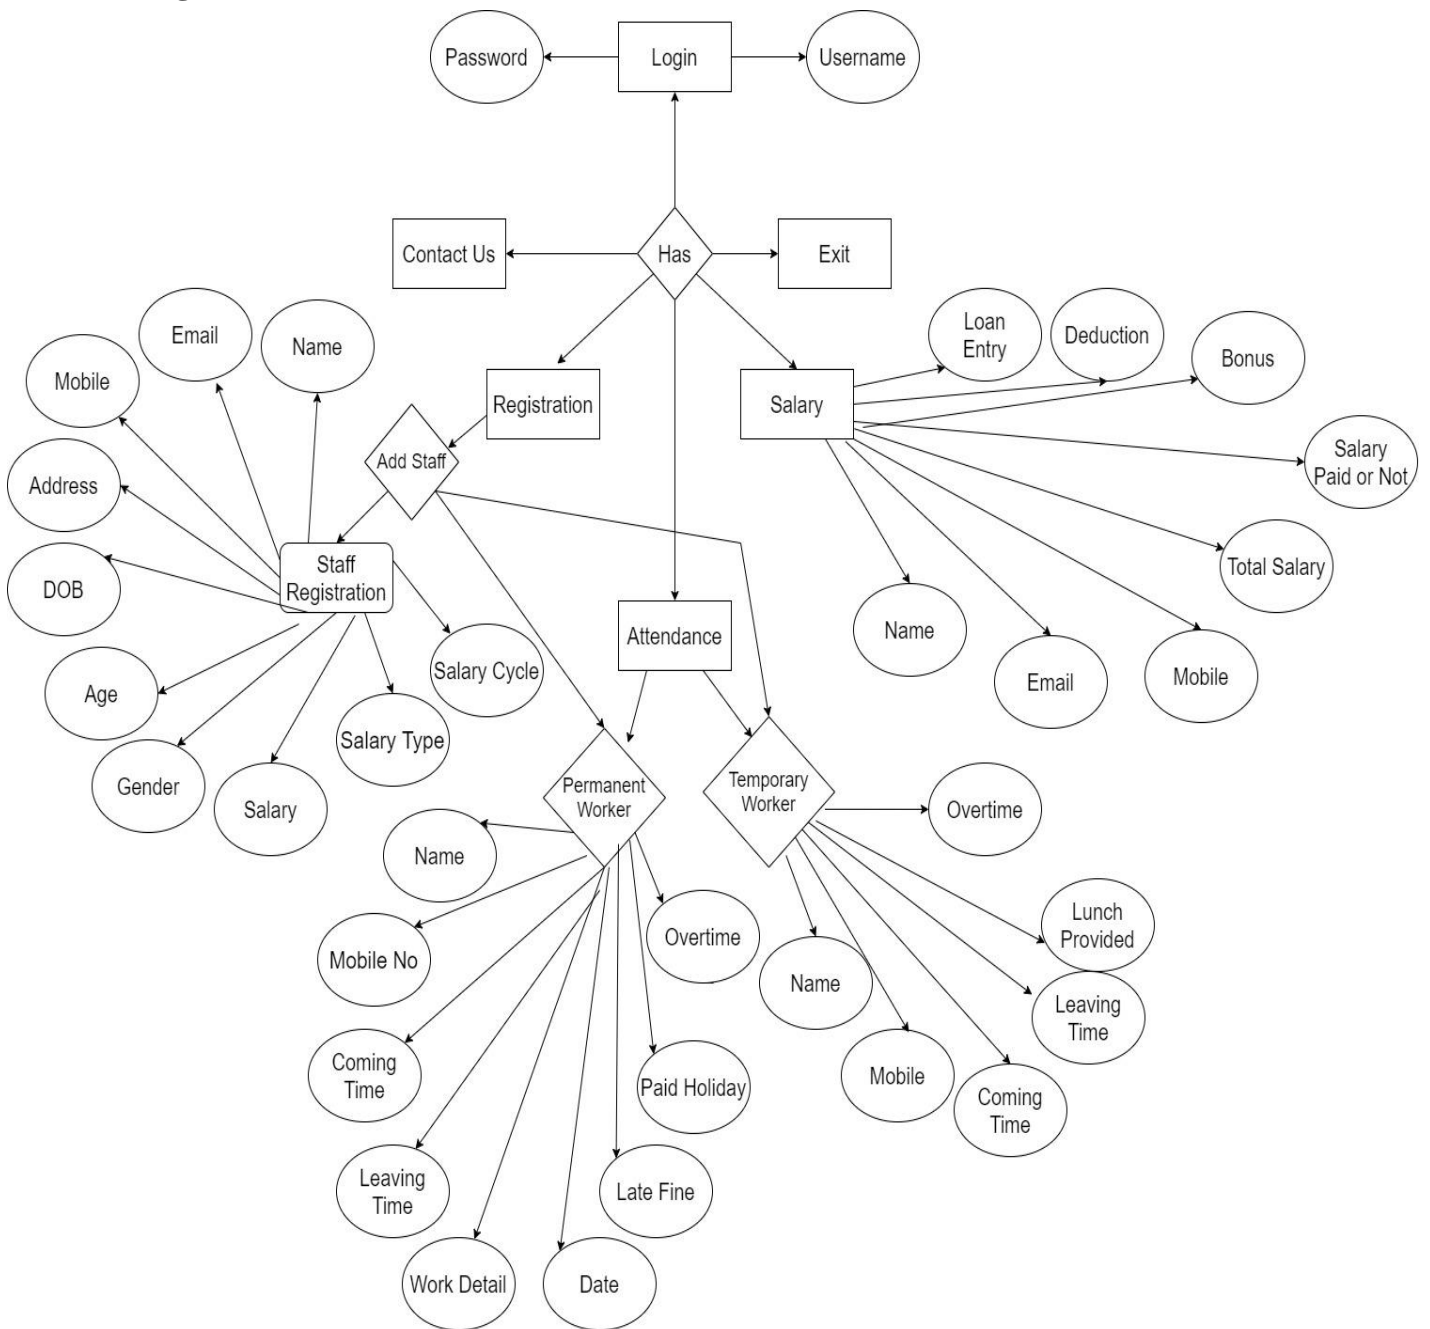 Password
Login
Username
Contact Us
Has
Exit
Email
Name
Mobile
Loan
Entry
Deduction
Bonus
Registration
Salary
Add Staff
Salary
Paid or Not
Address
Staff
Registration
DOB
Total Salary
Attendance
Name
Email
Mobile
Salary Cycle
Age
Salary Type
Gender
Salary
Permanent
Worker
Temporary
Worker
Overtime
Name
Overtime
Lunch
Provided
Mobile No
Name
Leaving
Time
Coming
Time
Paid Holiday
Mobile
Coming
Time
Leaving
Time
Late Fine
Work Detail
Date